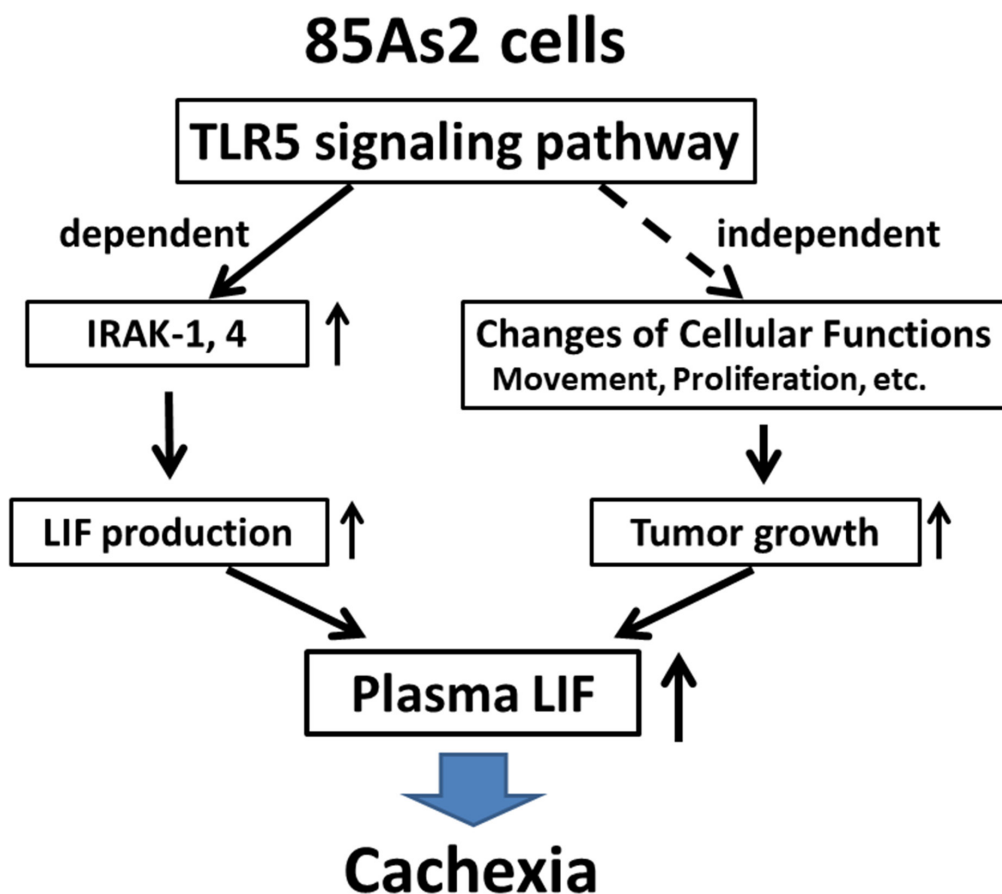 85As2 cells
TLR5 signaling pathway
dependent
independent
IRAK-1, 4
Changes of Cellular Functions
Movement, Proliferation, etc.
LIF production
Tumor growth
Plasma LIF
Cachexia